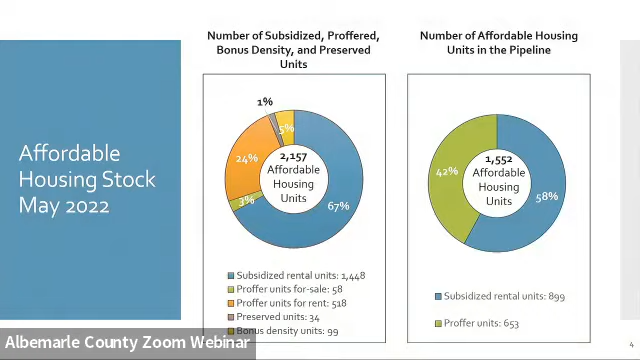 Affordable
Housing Stock
May 2022
Number of Subsidized, Proffered,
Bonus Density, and Preserved
Units
1%
5%
24%
3%
67%
2,157
Affordable
Housing
Units
Subsidized rental units: 1,448
Proffer units for-sale: 58
Proffer units for rent: 518
Preserved units: 34
Bonus density units: 99
Number of Affordable Housing
Units in the Pipeline
42%
58%
1,552
Affordable
Housing
Units
Subsidized rental units: 899
Proffer units: 653
Albemarle County Zoom Webinar
4